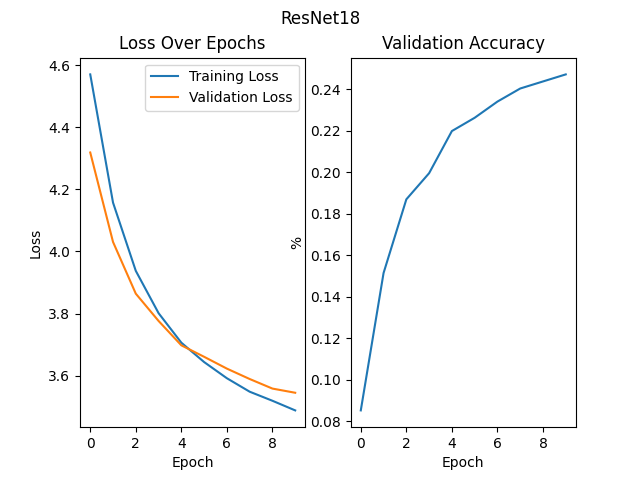 ResNet18
Loss Over Epochs
Training Loss
Validation Loss
4.6
4.4
4.2
4.0
3.8
3.6
Loss
0 2 4 6 8
Epoch
Validation Accuracy
0.24
0.22
0.20
0.18
0.16
0.14
0.12
0.10
0.08
%
0 2 4 6 8
Epoch